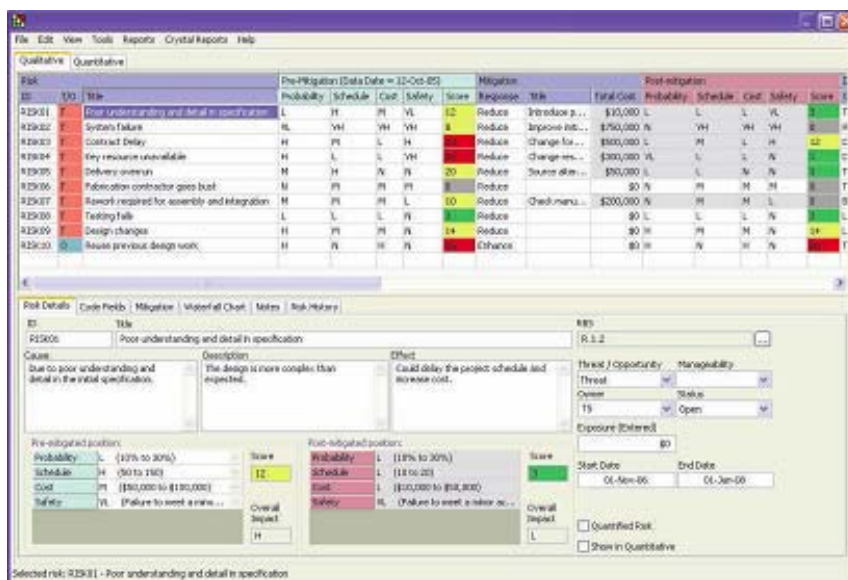 File Edit View Tools Reports Crystal Reports Help
Qualitative Quantitative
Risk Pre-Mitigation (Data Date = 12-Oct-05) Mitigation Post-mitigation
ID T/O Title Probability Schedule Cost Safety Score Response Title Total Cost Probability Schedule Cost Safety Score
RISK01 T Poor understanding and detail in specification L H M VL 12 Reduce Introduce p... $10,000 L L L VL
RISK02 T System failure VL VH VH VH Reduce Improve initi... $750,000 N VH VH VH
RISK03 T Contract Delay H M L H Reduce Change for... $500,000 L M L H 12
RISK04 T Key resource unavailable H L L VH Reduce Change res... VL L L N
RISK05 T Delivery overrun M H N N 20 Reduce Source alter... $50,000 L L N N
RISK06 T Fabrication contractor goes bust N M M M Reduce $0 N M M M
RISK07 T Rework required for assembly and integration M M M L 10 Reduce Check manu... $200,000 N M M L
RISK08 T Testing fails L L L N Reduce $0 L L L N
RISK09 T Design changes H M N 14 Reduce $0 H M N 14
RISK10 O Reuse previous design work H N H N Enhance $0 H N H N
Risk Details Code Fields Mitigation Waterfall Chart Notes Risk History
ID Title RBS
RISK01 Poor understanding and detail in specification R.1.2 ...
Cause Description Effect
Due to poor understanding and detail in the initial specification.
The design is more complex than expected.
Could delay the project schedule and increase cost.
Threat / Opportunity Manageability
Threat
Owner Status
TS Open
Exposure (Entered)
$0
Start Date End Date
01-Nov-06 01-Jan-08
Quantified Risk
Show in Quantitative
Pre-mitigated position:
Probability L (10% to 30%) Score
Schedule H (50 to 150) 12
Cost M ($50,000 to $100,000)
Safety VL (Failure to meet a mino... Overall Impact
H
Post-mitigated position:
Probability L (10% to 30%) Score
Schedule L (10 to 20) 3
Cost L ($10,000 to $50,000)
Safety VL (Failure to meet a minor ac... Overall Impact
L
Selected risk: RISK01 - Poor understanding and detail in specification